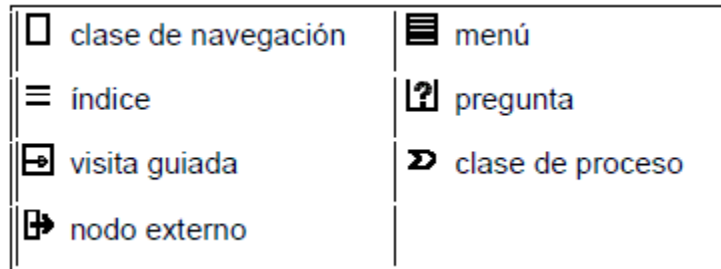 clase de navegación
menú
índice
pregunta
visita guiada
clase de proceso
nodo externo